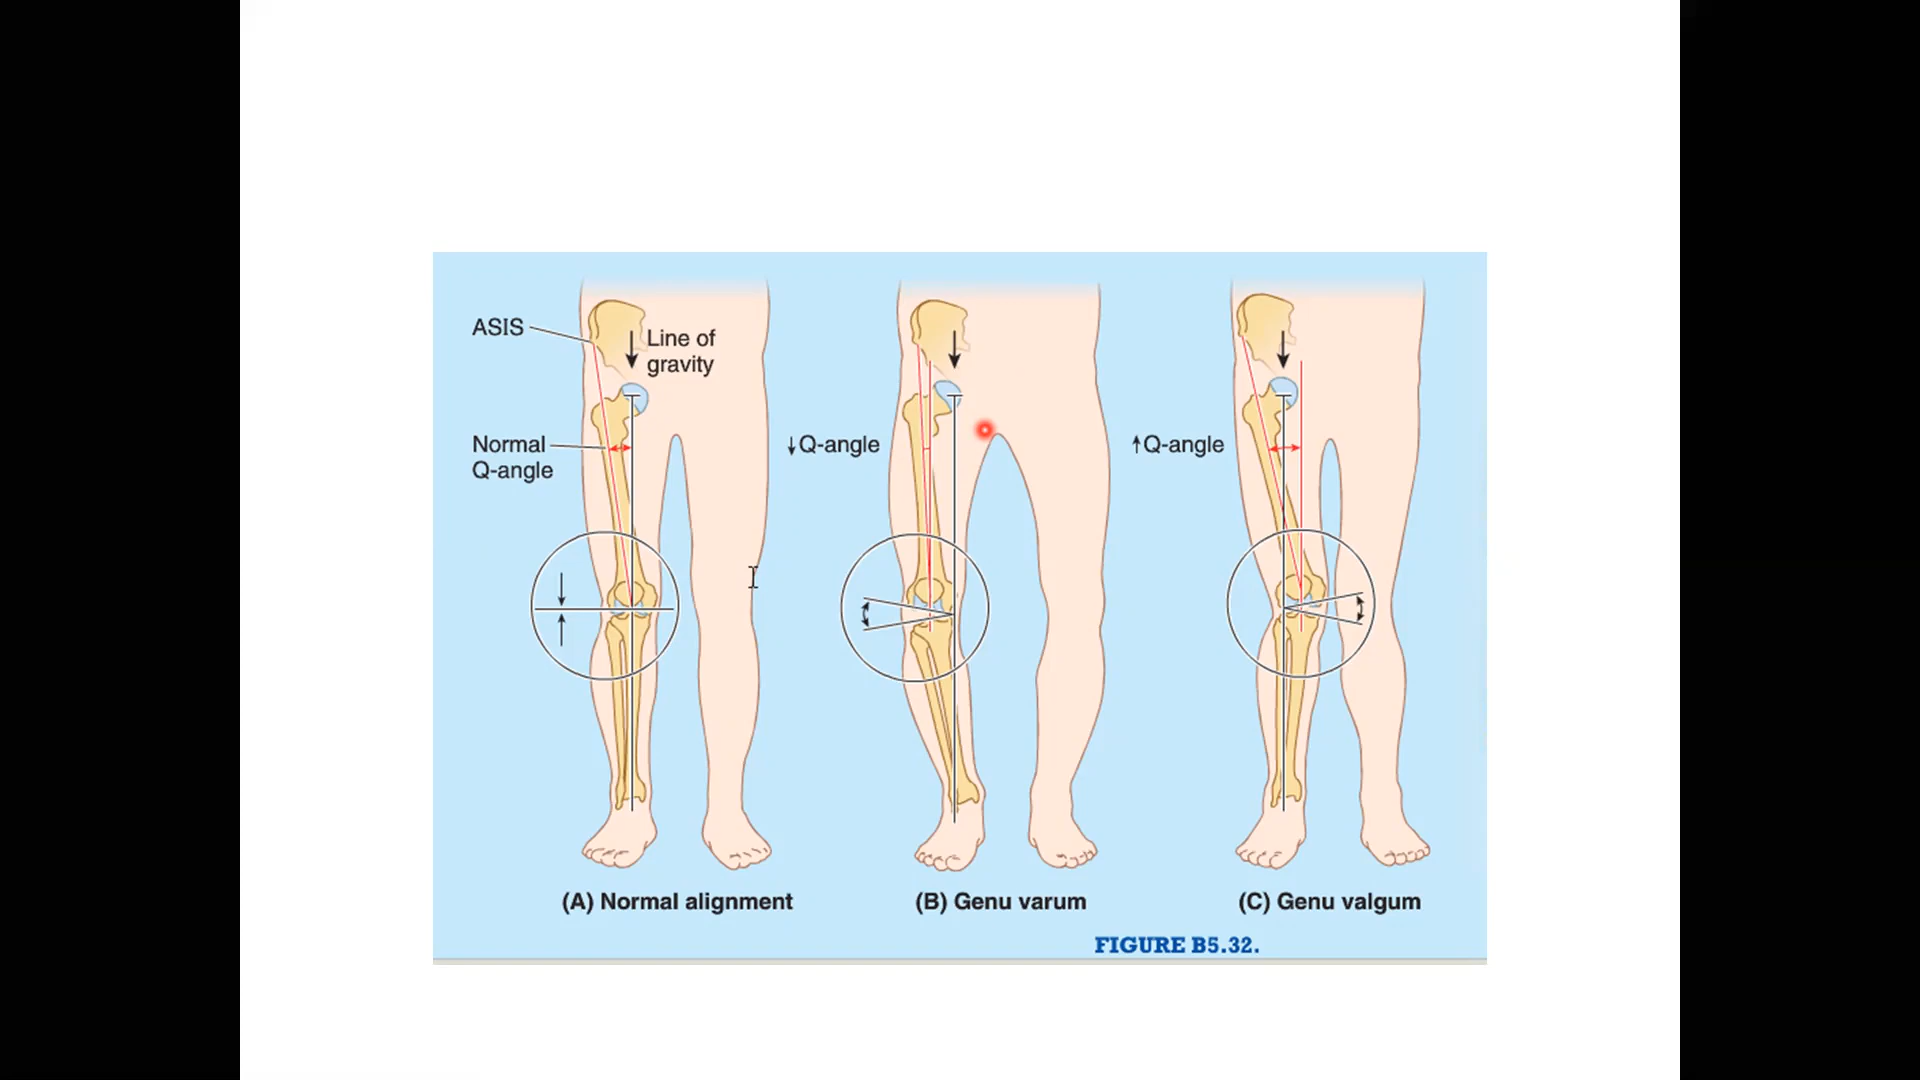 ASIS
Line of
gravity
Normal
Q-angle
↓Q-angle
↑Q-angle
(A) Normal alignment
(B) Genu varum
(C) Genu valgum
FIGURE B5.32.